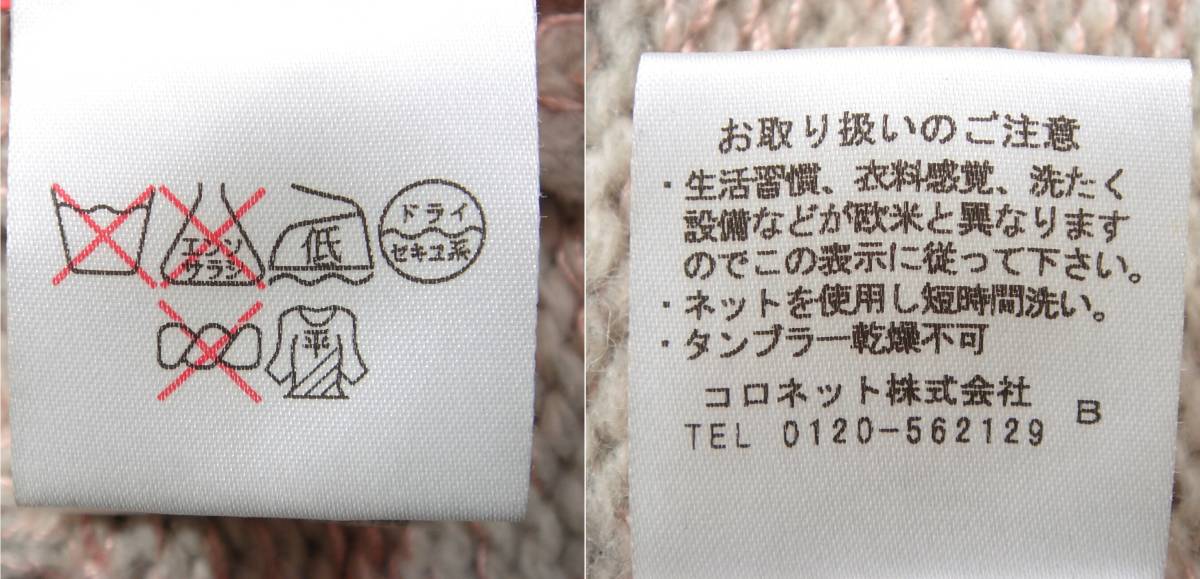 エンソ
サラシ
低
ドライ
セキユ系
平
お取り扱いのご注意
・生活習慣、衣料感覚、洗たく
設備などが欧米と異なります
のでこの表示に従って下さい。
・ネットを使用し短時間洗い。
・タンブラー乾燥不可
コロネット株式会社
B
TEL 0120-562129